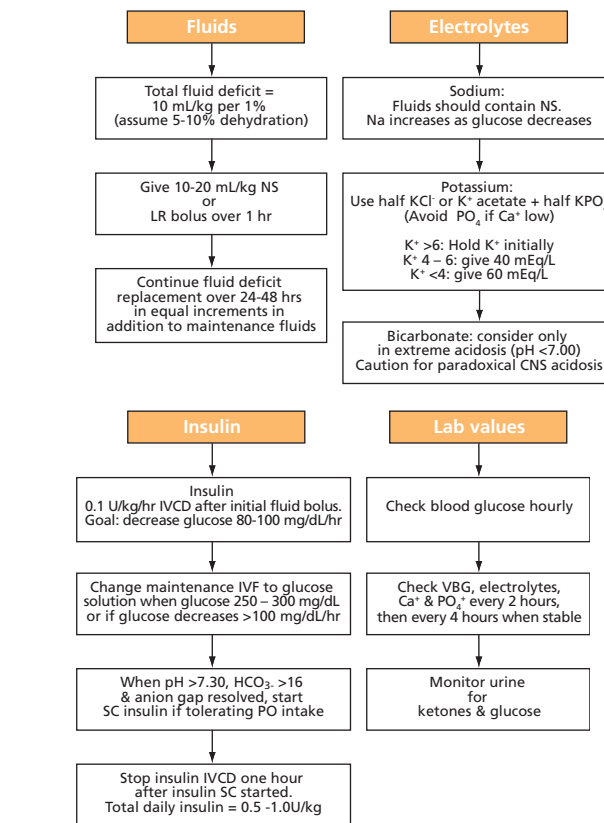 Fluids
Total fluid deficit =
10 mL/kg per 1%
(assume 5-10% dehydration)
Give 10-20 mL/kg NS
or
LR bolus over 1 hr
Continue fluid deficit
replacement over 24-48 hrs
in equal increments in
addition to maintenance fluids
Electrolytes
Sodium:
Fluids should contain NS.
Na increases as glucose decreases
Potassium:
Use half KCl⁻ or K⁺ acetate + half KPO₄
(Avoid PO₄ if Ca⁺ low)
K⁺ >6: Hold K⁺ initially
K⁺ 4 – 6: give 40 mEq/L
K⁺ <4: give 60 mEq/L
Bicarbonate: consider only
in extreme acidosis (pH <7.00)
Caution for paradoxical CNS acidosis
Insulin
Insulin
0.1 U/kg/hr IVCD after initial fluid bolus.
Goal: decrease glucose 80-100 mg/dL/hr
Change maintenance IVF to glucose
solution when glucose 250 – 300 mg/dL
or if glucose decreases >100 mg/dL/hr
When pH >7.30, HCO₃₋ >16
& anion gap resolved, start
SC insulin if tolerating PO intake
Stop insulin IVCD one hour
after insulin SC started.
Total daily insulin = 0.5 -1.0U/kg
Lab values
Check blood glucose hourly
Check VBG, electrolytes,
Ca⁺ & PO₄⁺ every 2 hours,
then every 4 hours when stable
Monitor urine
for
ketones & glucose